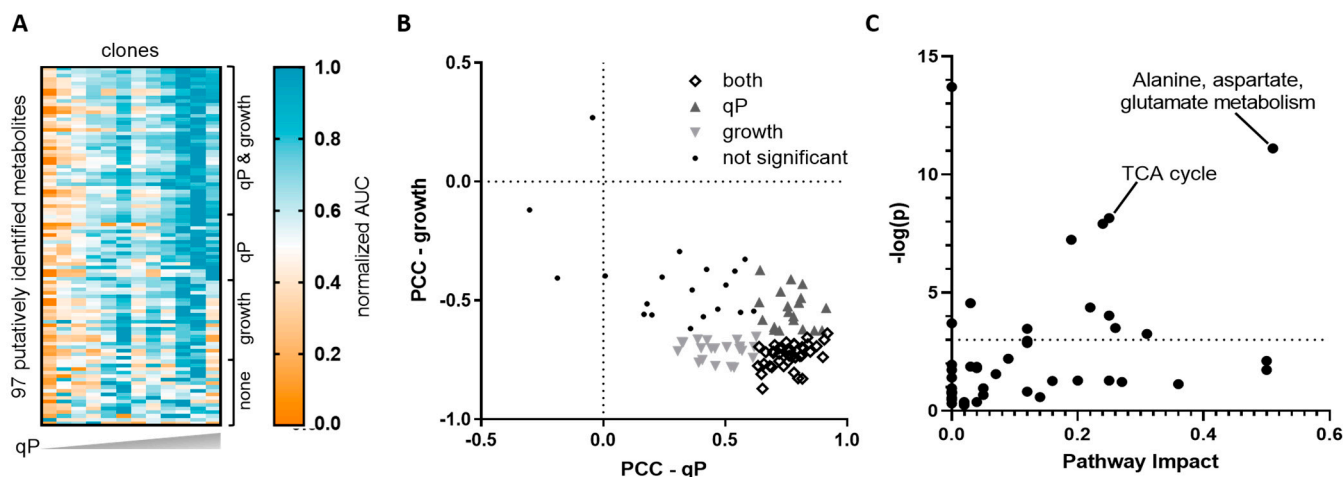 A
clones
97 putatively identified metabolites
qP & growth
qP
growth
none
qP
1.0
0.8
0.6
0.4
0.2
0.0
normalized AUC
B
0.5
0.0
-0.5
-1.0
PCC - growth
both
qP
growth
not significant
-0.5
0.0
0.5
1.0
PCC - qP
C
15
10
5
0
-log(p)
Alanine, aspartate,
glutamate metabolism
TCA cycle
0.0
0.2
0.4
0.6
Pathway Impact